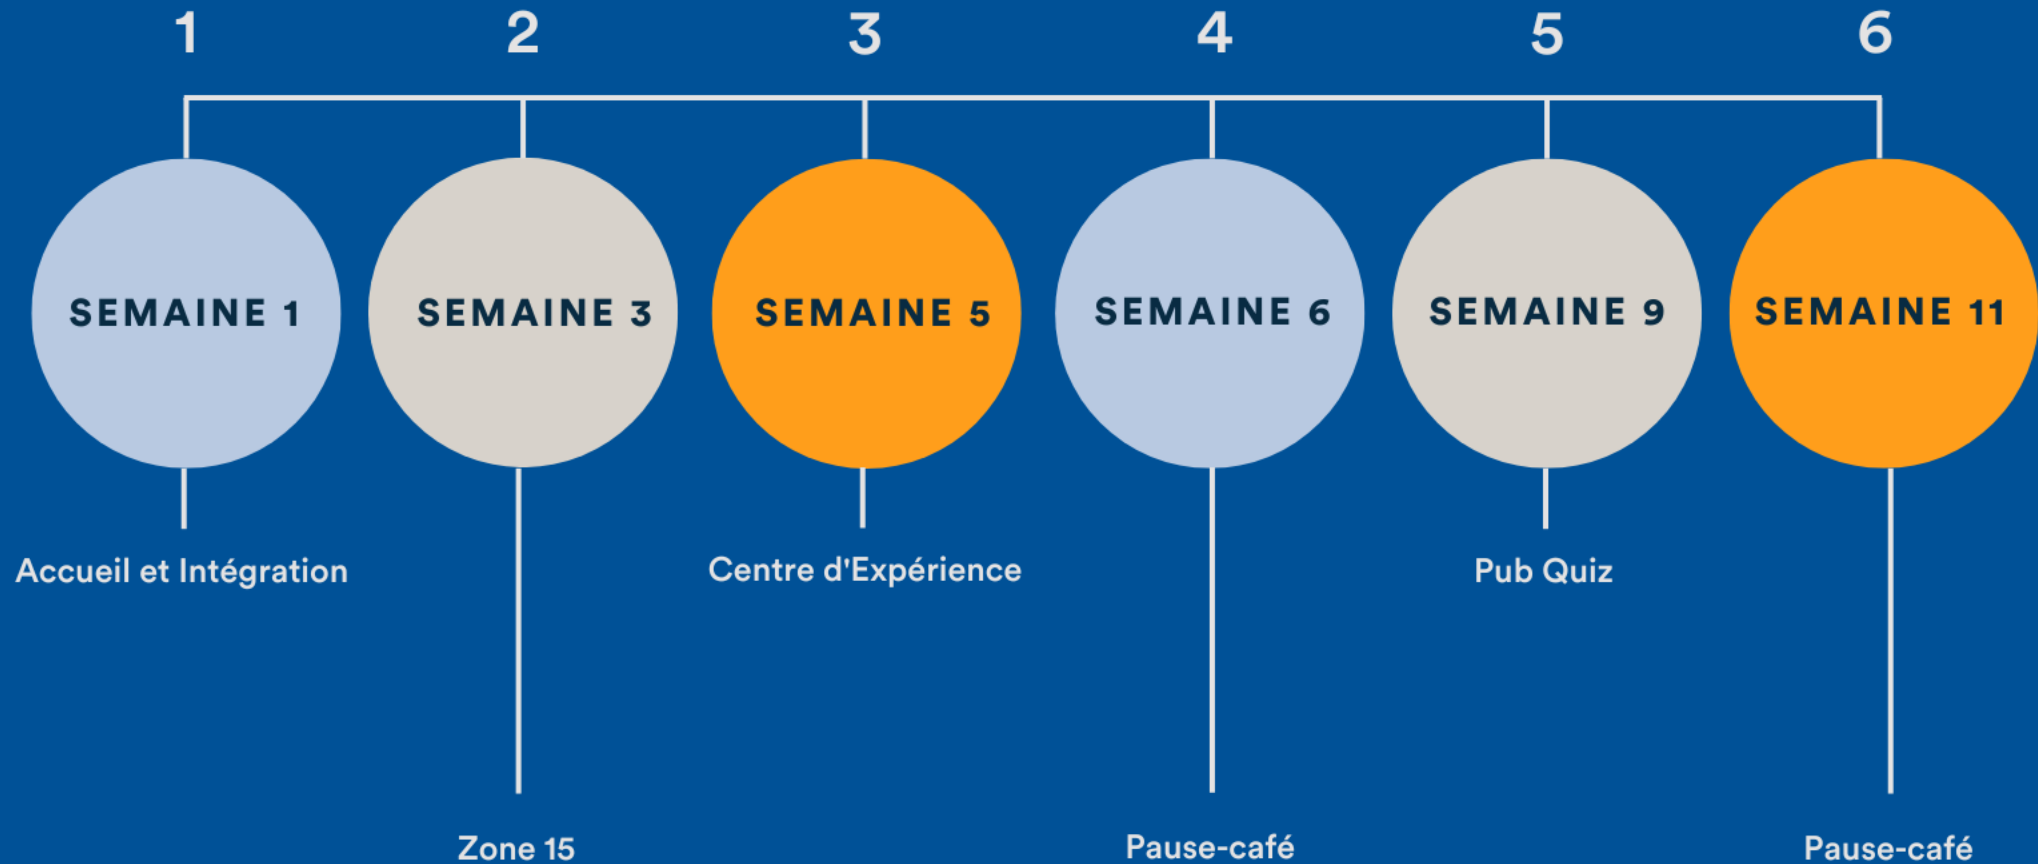 1
2
3
4
5
6
SEMAINE 1
SEMAINE 3
SEMAINE 5
SEMAINE 6
SEMAINE 9
SEMAINE 11
Accueil et Intégration
Centre d'Expérience
Pub Quiz
Zone 15
Pause-café
Pause-café